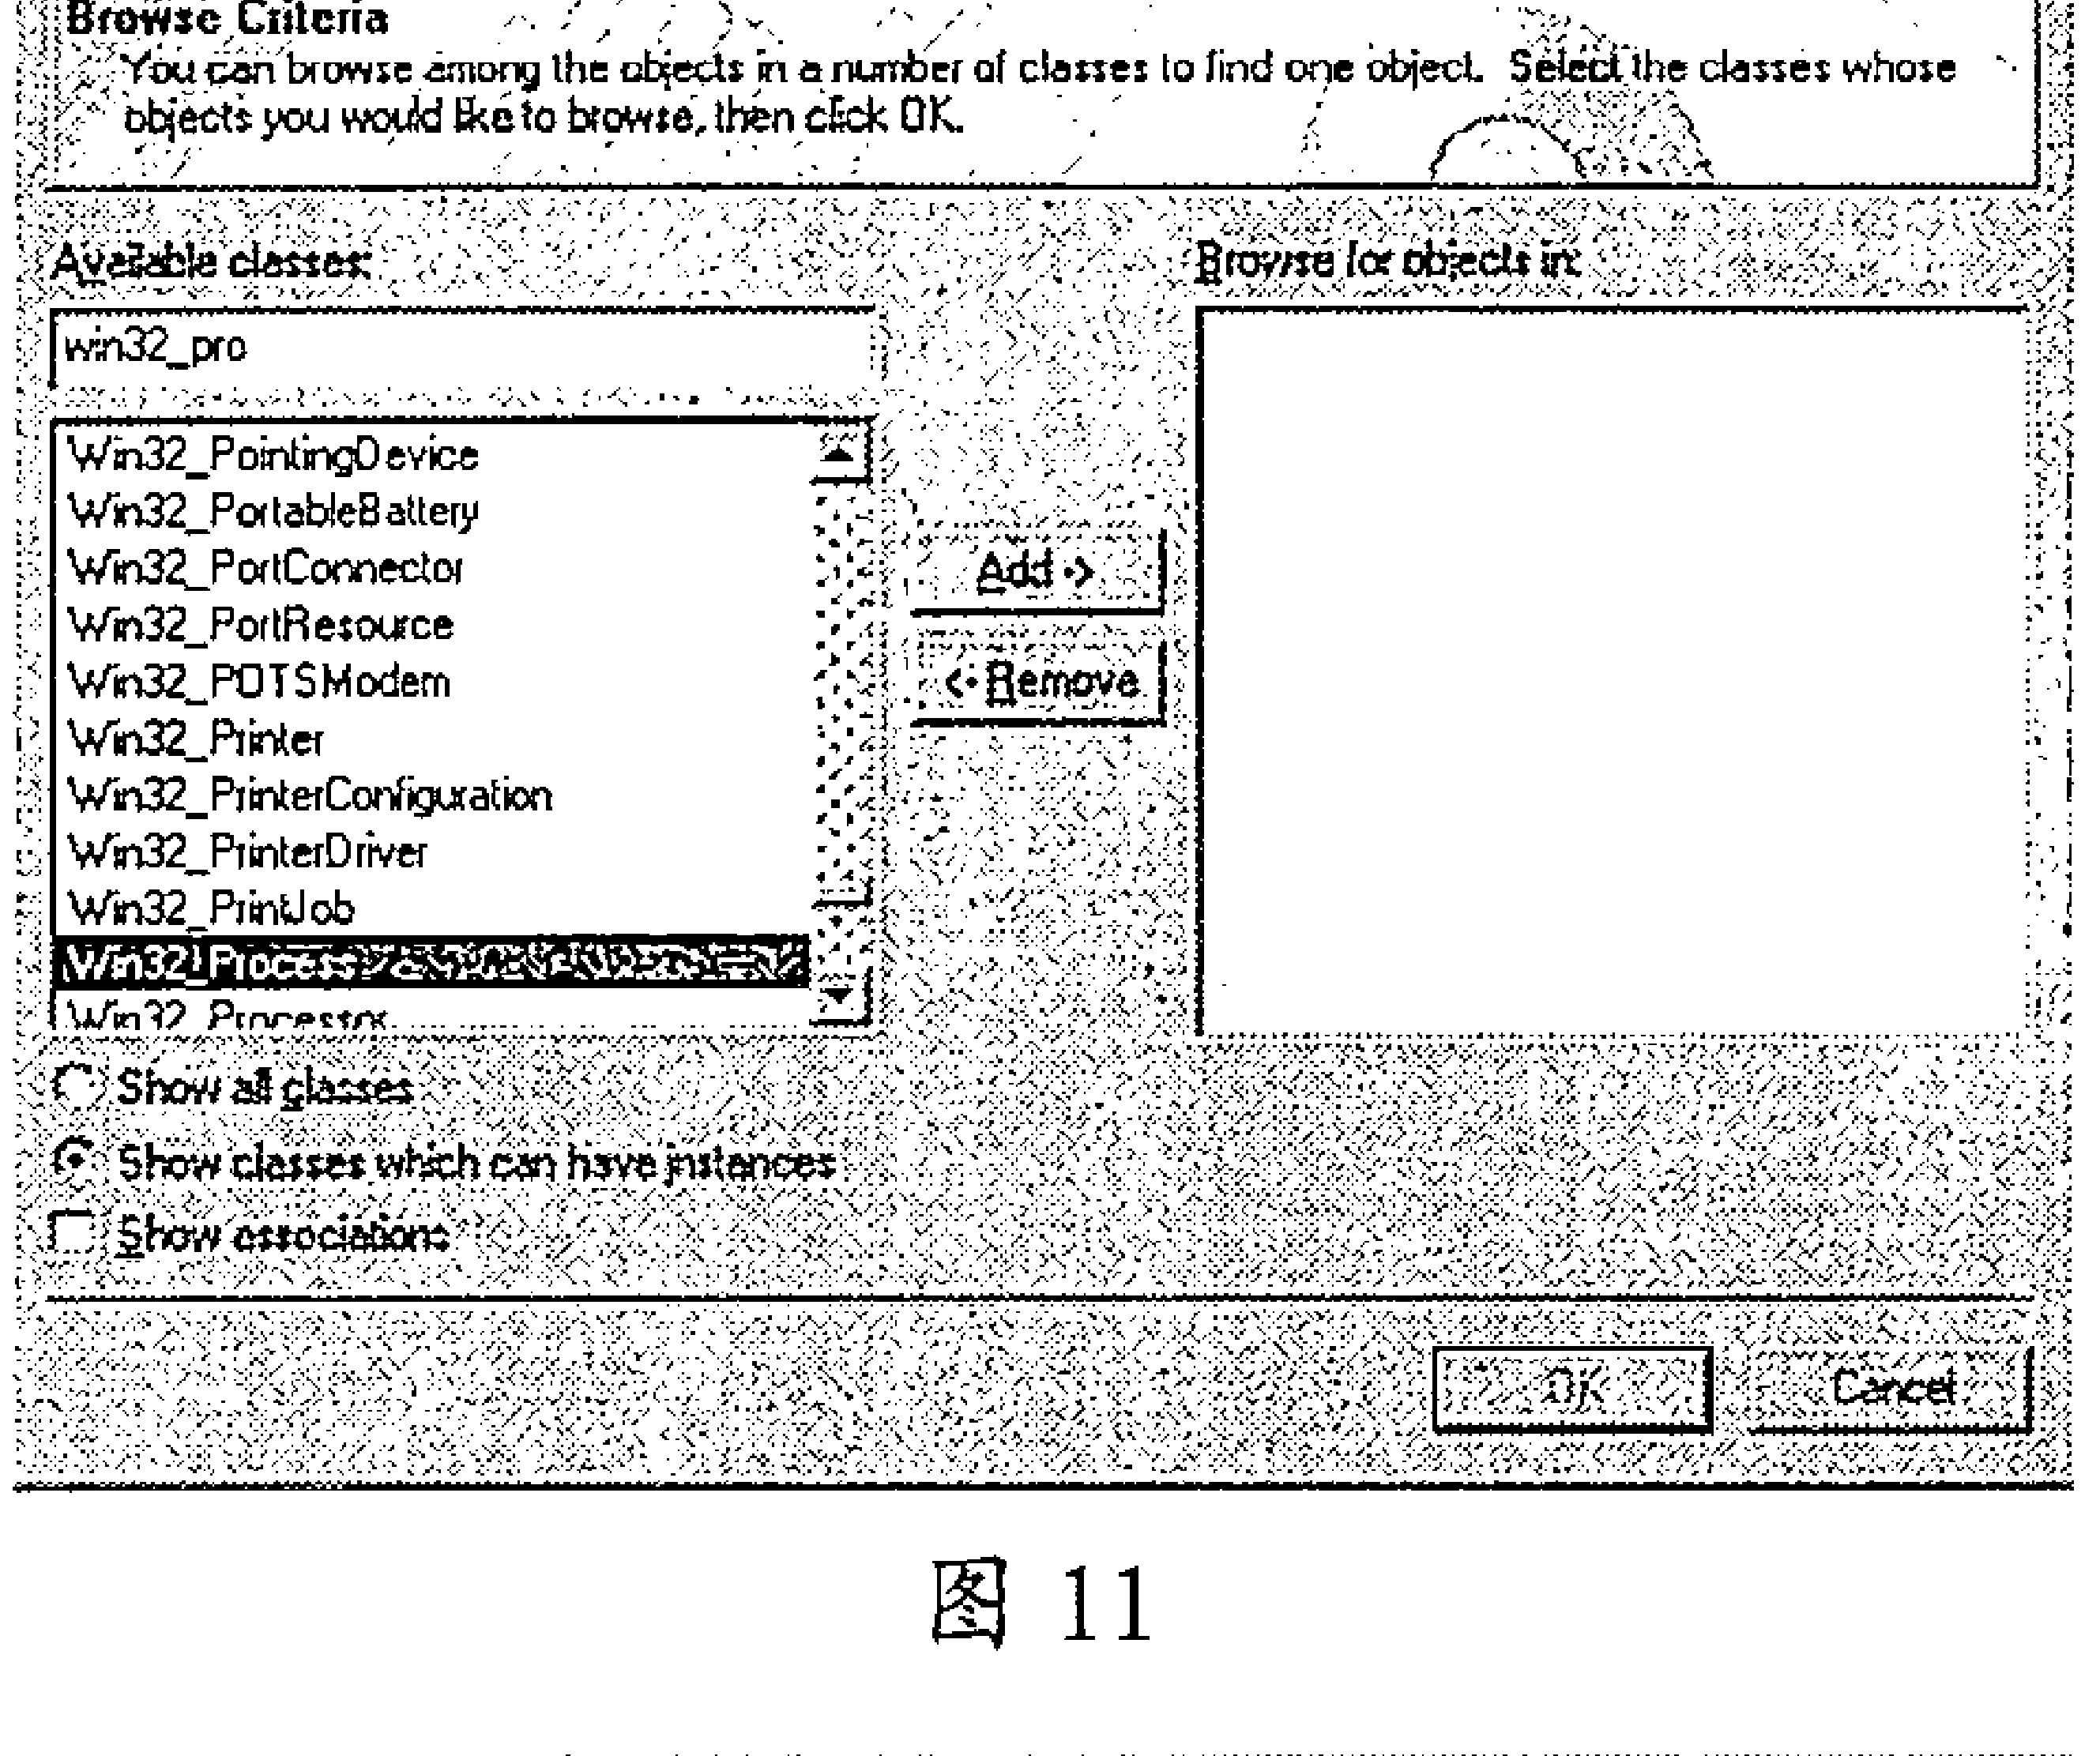 Browse Criteria
You can browse among the objects in a number of classes to find one object. Select the classes whose
objects you would like to browse, then click OK.
Available classes:
Browse for objects in:
win32_pro
Win32_PointingDevice
Win32_PortableBattery
Win32_PortConnector
Win32_PortResource
Win32_POTSModem
Win32_Printer
Win32_PrinterConfiguration
Win32_PrinterDriver
Win32_PrintJob
Win32_Process
Win32_Processor
Add ->
<- Remove
Show all classes
Show classes which can have instances
Show associations
OK
Cancel
图 11